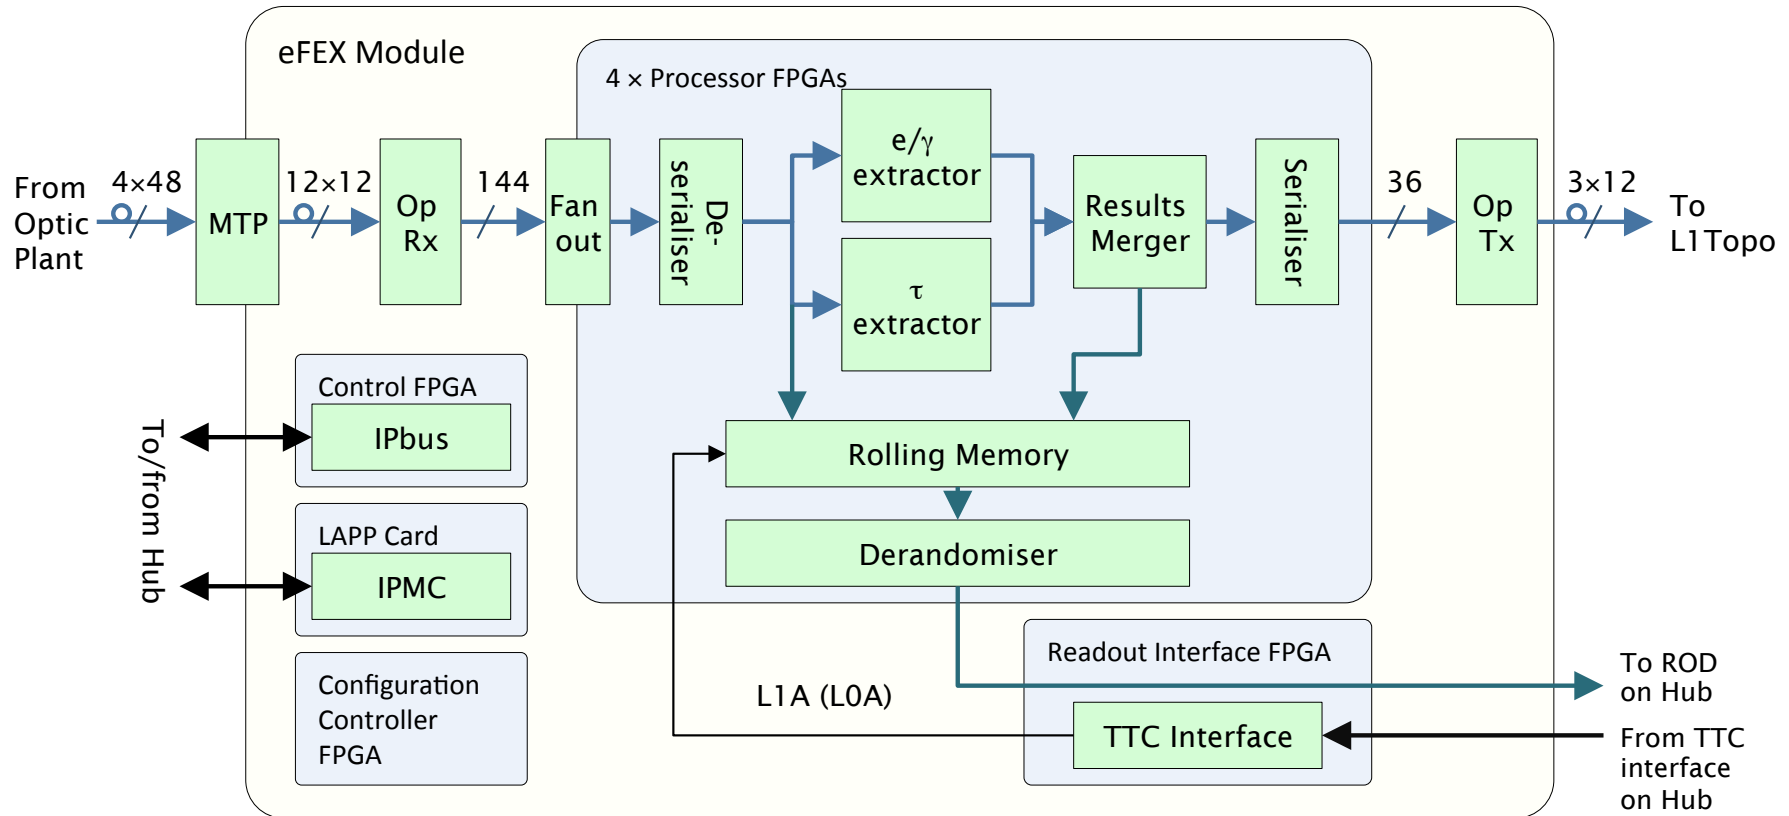 eFEX Module
4 × Processor FPGAs
From
Optic
Plant
4×48
MTP
12×12
Op
Rx
144
Fan
out
De-
serialiser
e/γ
extractor
τ
extractor
Results
Merger
Serialiser
36
Op
Tx
3×12
To
L1Topo
Control FPGA
IPbus
To/from Hub
LAPP Card
IPMC
Configuration
Controller
FPGA
Rolling Memory
Derandomiser
L1A (L0A)
Readout Interface FPGA
TTC Interface
To ROD
on Hub
From TTC
interface
on Hub